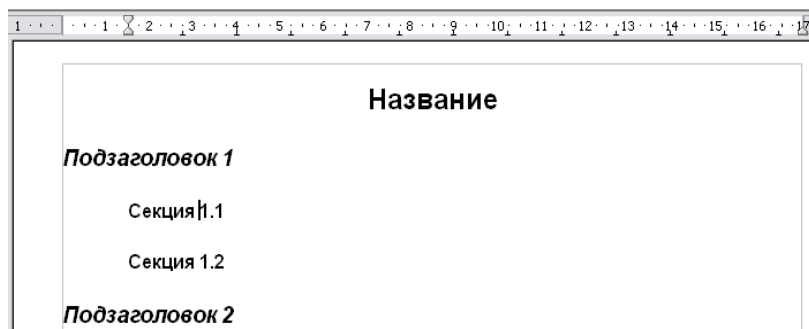 1 1 2 3 4 5 6 7 8 9 10 11 12 13 14 15 16 17
Название
Подзаголовок 1
Секция 1.1
Секция 1.2
Подзаголовок 2